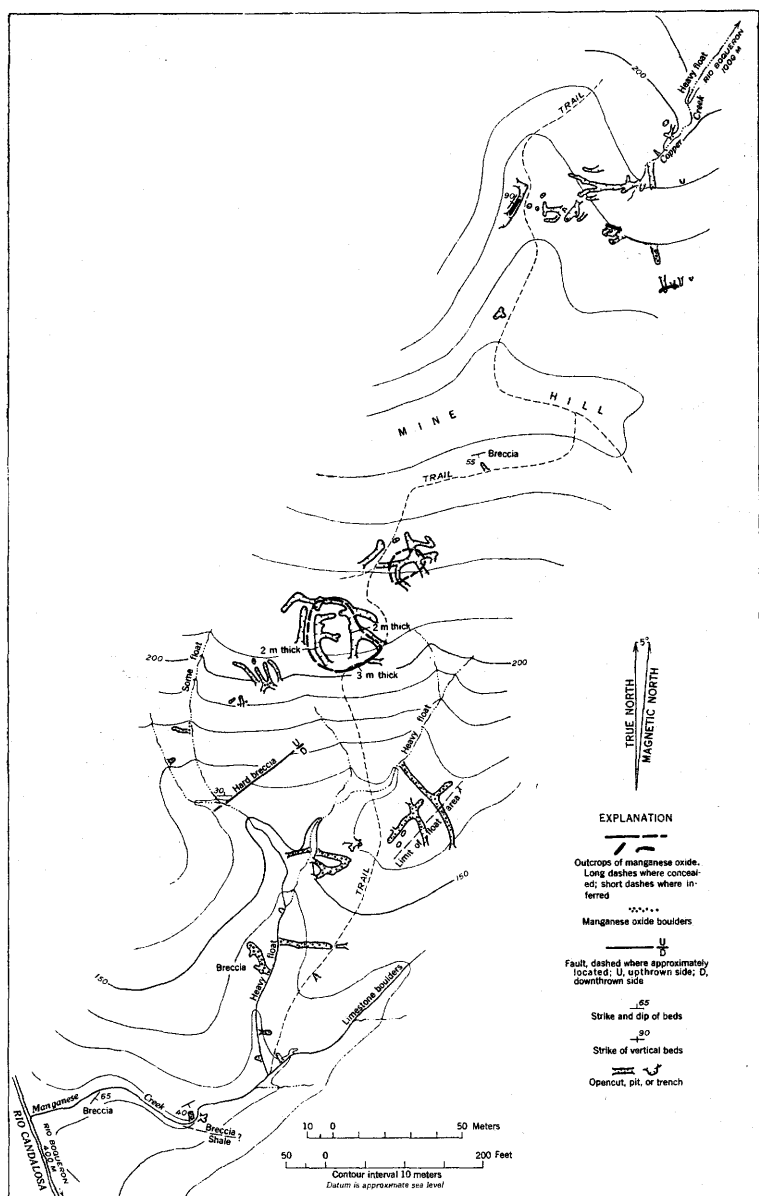 Heavy float
RIO BOQUERON
1000 M
200
Creek
Copper
TRAIL
90
U
HILL
MINE
Breccia
55
TRAIL
2 m thick
2 m thick
3 m thick
200
200
Some float
Heavy float
U
D
Hard breccia
30
Limit of float area
TRAIL
150
150
Breccia
Heavy float
A
Limestone boulders
Manganese
Creek
65
Breccia
40
Breccia ?
Shale
RIO CANDALOSA
RIO BOQUERON
400 M
5°
TRUE NORTH
MAGNETIC NORTH
EXPLANATION
Outcrops of manganese oxide.
Long dashes where conceal-
ed; short dashes where in-
ferred
Manganese oxide boulders
U
D
Fault, dashed where approximately
located; U, upthrown side; D,
downthrown side
65
Strike and dip of beds
90
Strike of vertical beds
Opencut, pit, or trench
10 0 50 Meters
50 0 200 Feet
Contour interval 10 meters
Datum is approximate sea level